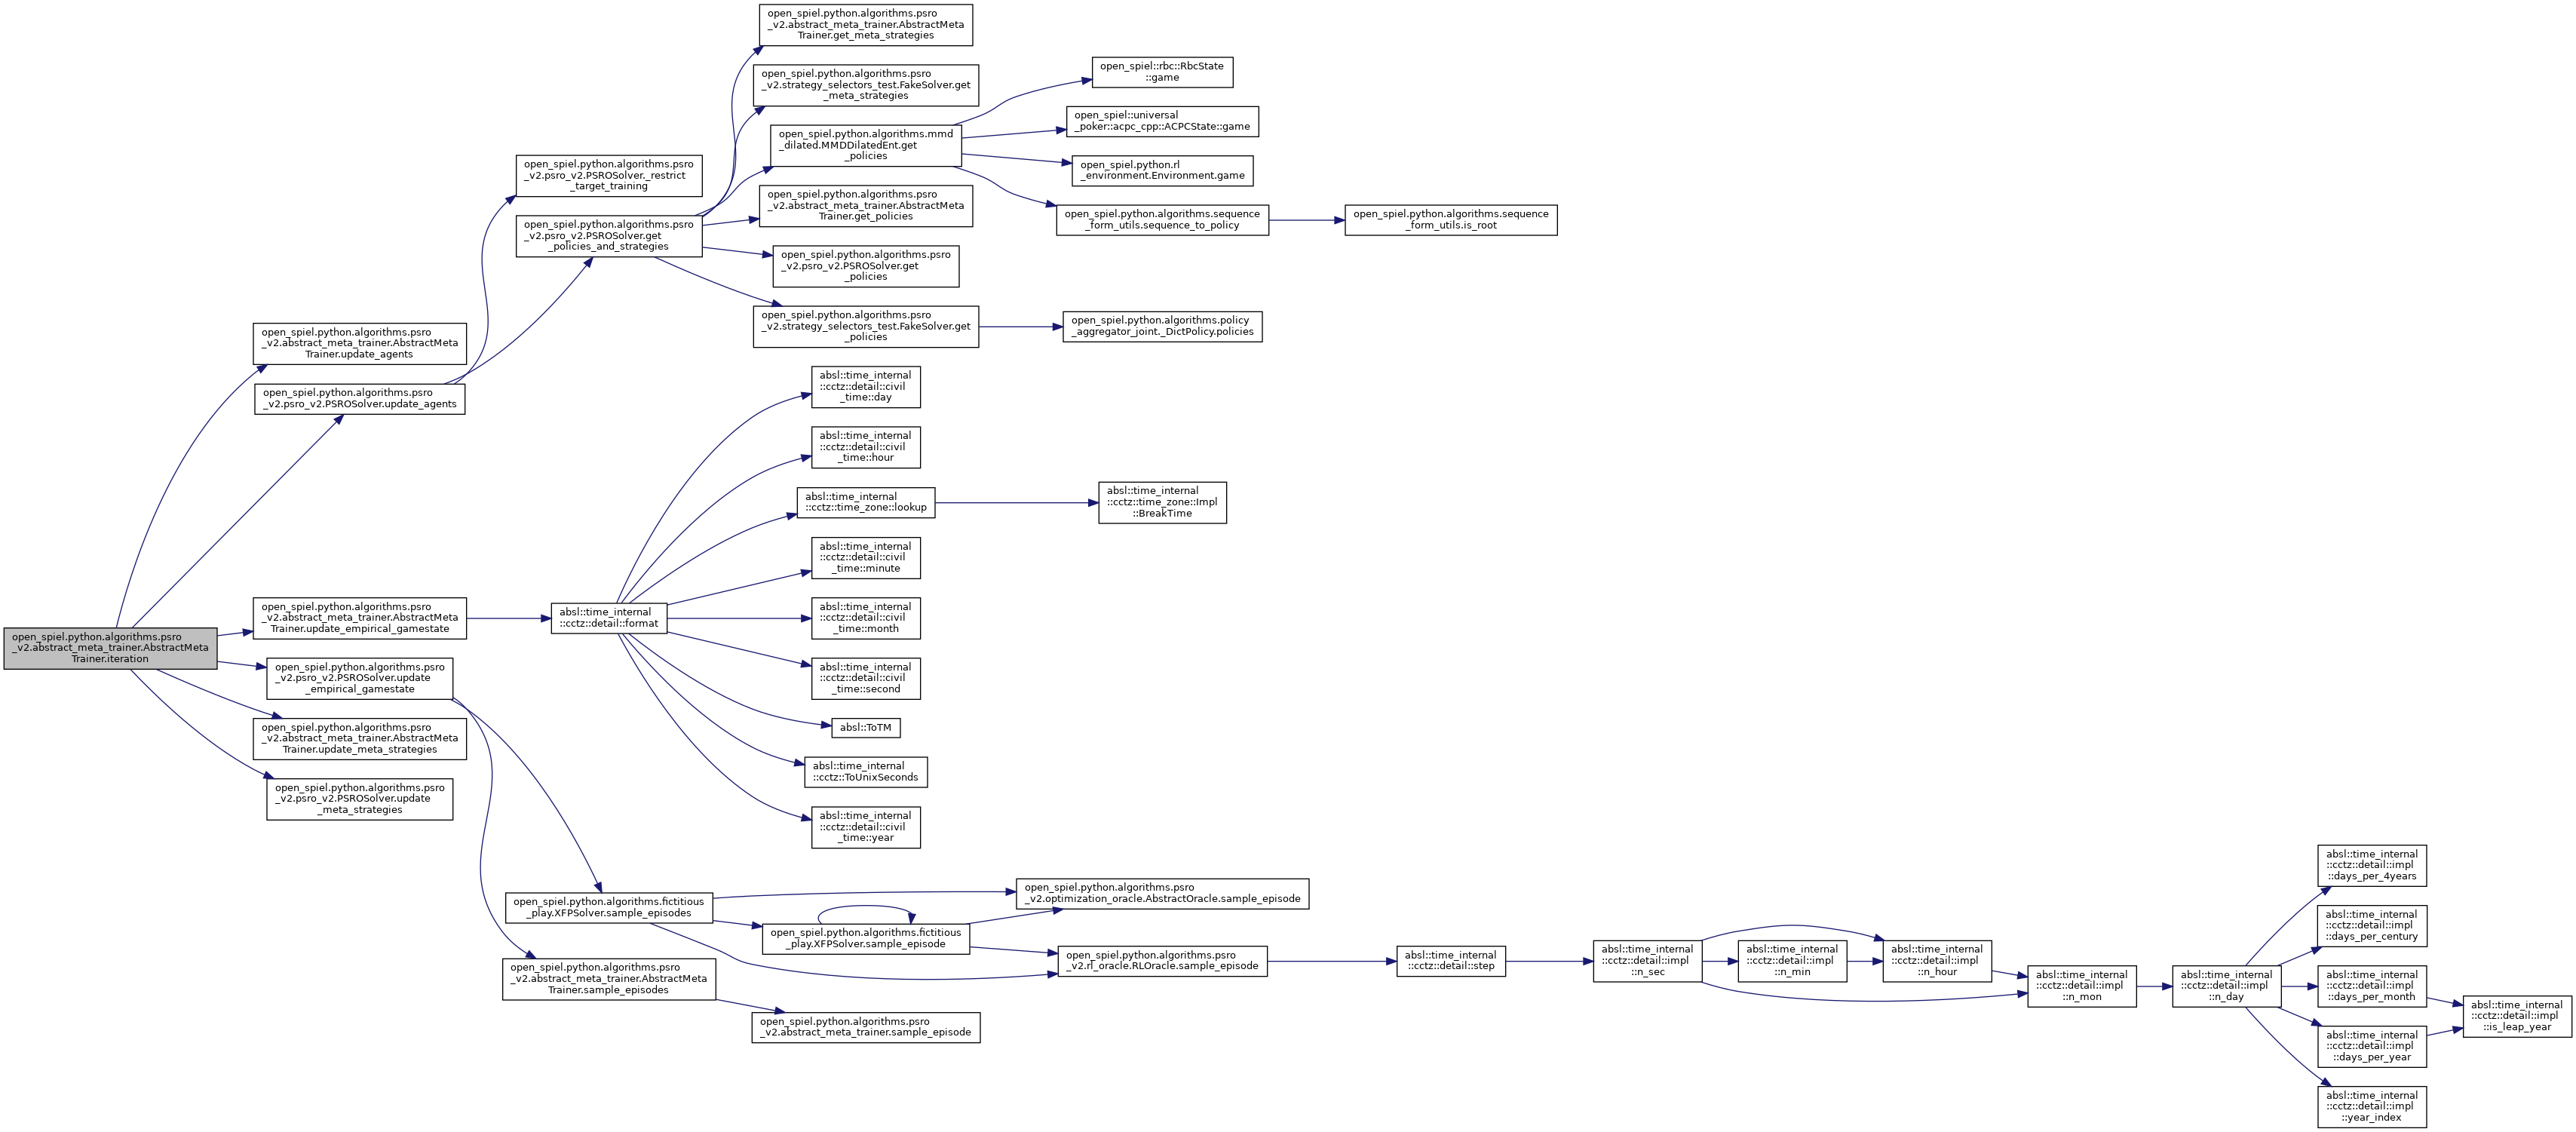 open_spiel.python.algorithms.psro
_v2.abstract_meta_trainer.AbstractMeta
Trainer.iteration
open_spiel.python.algorithms.psro
_v2.abstract_meta_trainer.AbstractMeta
Trainer.update_agents
open_spiel.python.algorithms.psro
_v2.psro_v2.PSROSolver.update_agents
open_spiel.python.algorithms.psro
_v2.abstract_meta_trainer.AbstractMeta
Trainer.update_empirical_gamestate
open_spiel.python.algorithms.psro
_v2.psro_v2.PSROSolver.update
_empirical_gamestate
open_spiel.python.algorithms.psro
_v2.abstract_meta_trainer.AbstractMeta
Trainer.update_meta_strategies
open_spiel.python.algorithms.psro
_v2.psro_v2.PSROSolver.update
_meta_strategies
open_spiel.python.algorithms.psro
_v2.psro_v2.PSROSolver._restrict
_target_training
open_spiel.python.algorithms.psro
_v2.psro_v2.PSROSolver.get
_policies_and_strategies
absl::time_internal
::cctz::detail::format
open_spiel.python.algorithms.fictitious
_play.XFPSolver.sample_episodes
open_spiel.python.algorithms.psro
_v2.abstract_meta_trainer.AbstractMeta
Trainer.sample_episodes
open_spiel.python.algorithms.psro
_v2.abstract_meta_trainer.AbstractMeta
Trainer.get_meta_strategies
open_spiel.python.algorithms.psro
_v2.strategy_selectors_test.FakeSolver.get
_meta_strategies
open_spiel.python.algorithms.mmd
_dilated.MMDDilatedEnt.get
_policies
open_spiel.python.algorithms.psro
_v2.abstract_meta_trainer.AbstractMeta
Trainer.get_policies
open_spiel.python.algorithms.psro
_v2.psro_v2.PSROSolver.get
_policies
open_spiel.python.algorithms.psro
_v2.strategy_selectors_test.FakeSolver.get
_policies
absl::time_internal
::cctz::detail::civil
_time::day
absl::time_internal
::cctz::detail::civil
_time::hour
absl::time_internal
::cctz::time_zone::lookup
absl::time_internal
::cctz::detail::civil
_time::minute
absl::time_internal
::cctz::detail::civil
_time::month
absl::time_internal
::cctz::detail::civil
_time::second
absl::ToTM
absl::time_internal
::cctz::ToUnixSeconds
absl::time_internal
::cctz::detail::civil
_time::year
open_spiel.python.algorithms.fictitious
_play.XFPSolver.sample_episode
open_spiel.python.algorithms.psro
_v2.abstract_meta_trainer.sample_episode
open_spiel::rbc::RbcState
::game
open_spiel::universal
_poker::acpc_cpp::ACPCState::game
open_spiel.python.rl
_environment.Environment.game
open_spiel.python.algorithms.sequence
_form_utils.sequence_to_policy
open_spiel.python.algorithms.policy
_aggregator_joint._DictPolicy.policies
absl::time_internal
::cctz::time_zone::Impl
::BreakTime
open_spiel.python.algorithms.psro
_v2.optimization_oracle.AbstractOracle.sample_episode
open_spiel.python.algorithms.psro
_v2.rl_oracle.RLOracle.sample_episode
open_spiel.python.algorithms.sequence
_form_utils.is_root
absl::time_internal
::cctz::detail::step
absl::time_internal
::cctz::detail::impl
::n_sec
absl::time_internal
::cctz::detail::impl
::n_min
absl::time_internal
::cctz::detail::impl
::n_hour
absl::time_internal
::cctz::detail::impl
::n_mon
absl::time_internal
::cctz::detail::impl
::n_day
absl::time_internal
::cctz::detail::impl
::days_per_4years
absl::time_internal
::cctz::detail::impl
::days_per_century
absl::time_internal
::cctz::detail::impl
::days_per_month
absl::time_internal
::cctz::detail::impl
::days_per_year
absl::time_internal
::cctz::detail::impl
::year_index
absl::time_internal
::cctz::detail::impl
::is_leap_year